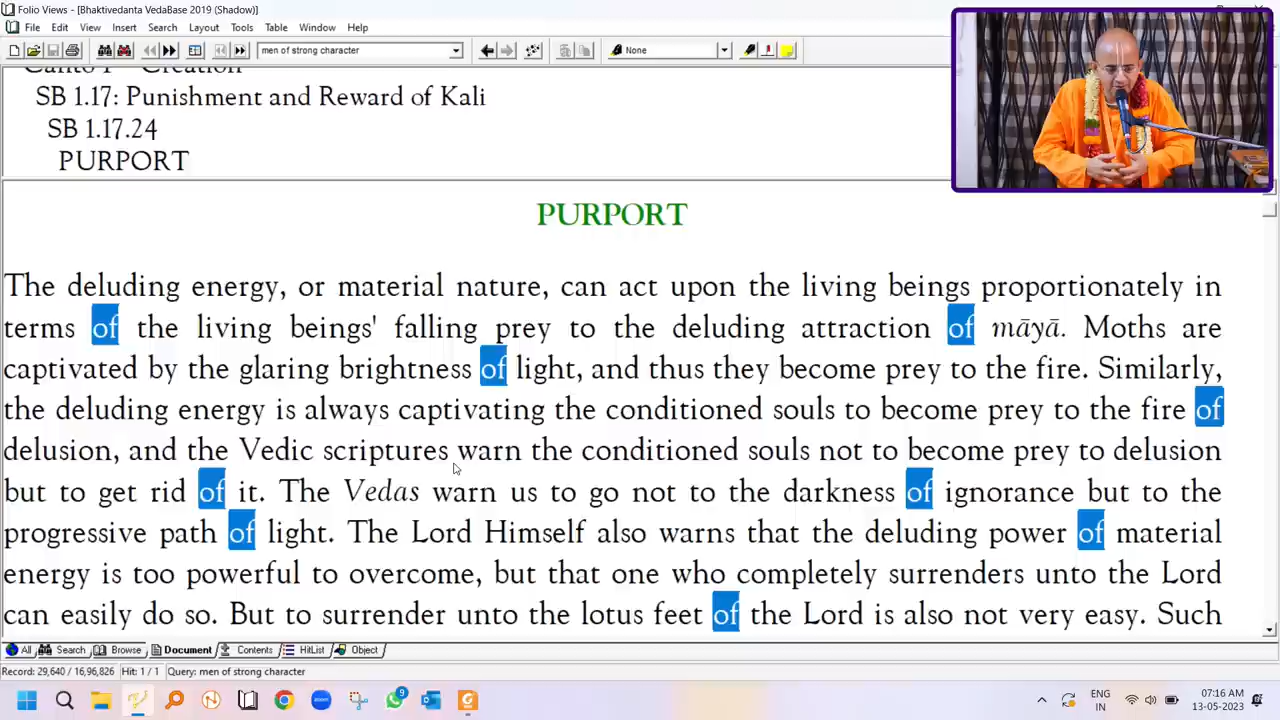 Folio Views - [Bhaktivedanta VedaBase 2019 (Shadow)]
File Edit View Insert Search Layout Tools Table Window Help
men of strong character
None
Canto 1 - Creation
SB 1.17: Punishment and Reward of Kali
SB 1.17.24
PURPORT
PURPORT
The deluding energy, or material nature, can act upon the living beings proportionately in
terms of the living beings' falling prey to the deluding attraction of māyā. Moths are
captivated by the glaring brightness of light, and thus they become prey to the fire. Similarly,
the deluding energy is always captivating the conditioned souls to become prey to the fire of
delusion, and the Vedic scriptures warn the conditioned souls not to become prey to delusion
but to get rid of it. The Vedas warn us to go not to the darkness of ignorance but to the
progressive path of light. The Lord Himself also warns that the deluding power of material
energy is too powerful to overcome, but that one who completely surrenders unto the Lord
can easily do so. But to surrender unto the lotus feet of the Lord is also not very easy. Such
All Search Browse Document Contents HitList Object
Record: 29,640 / 16,96,826 Hit: 1 / 1 Query: men of strong character
9
ENG
IN
07:16 AM
13-05-2023